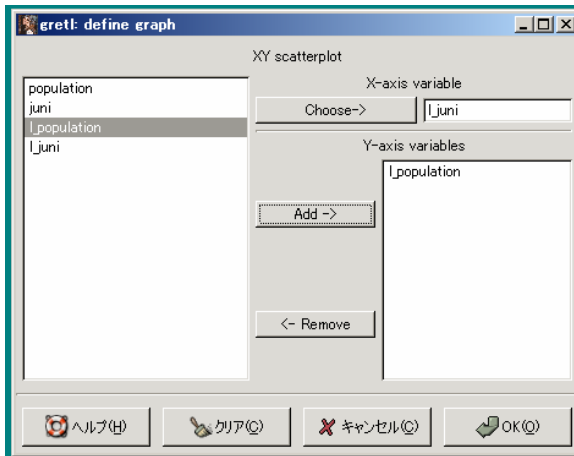 gretl: define graph
XY scatterplot
population
juni
l_population
l_juni
X-axis variable
Choose->
l_juni
Y-axis variables
l_population
Add ->
<- Remove
ヘルプ(H)
クリア(C)
キャンセル(C)
OK(O)